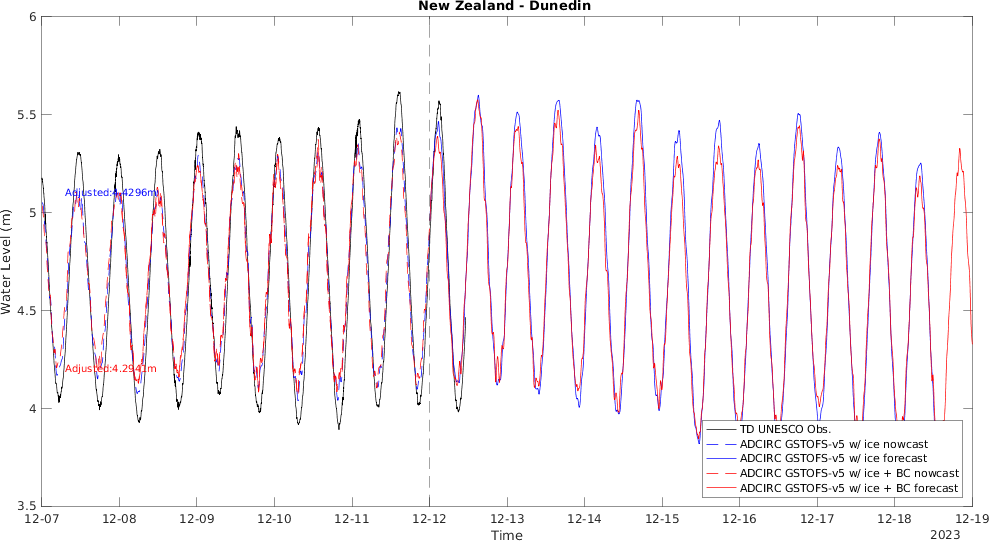 New Zealand - Dunedin
6
5.5
5
4.5
4
3.5
Water Level (m)
Adjusted:4.4296m
Adjusted:4.2941m
TD UNESCO Obs.
ADCIRC GSTOFS-v5 w/ ice nowcast
ADCIRC GSTOFS-v5 w/ ice forecast
ADCIRC GSTOFS-v5 w/ ice + BC nowcast
ADCIRC GSTOFS-v5 w/ ice + BC forecast
12-07 12-08 12-09 12-10 12-11 12-12 12-13 12-14 12-15 12-16 12-17 12-18 12-19
Time
2023